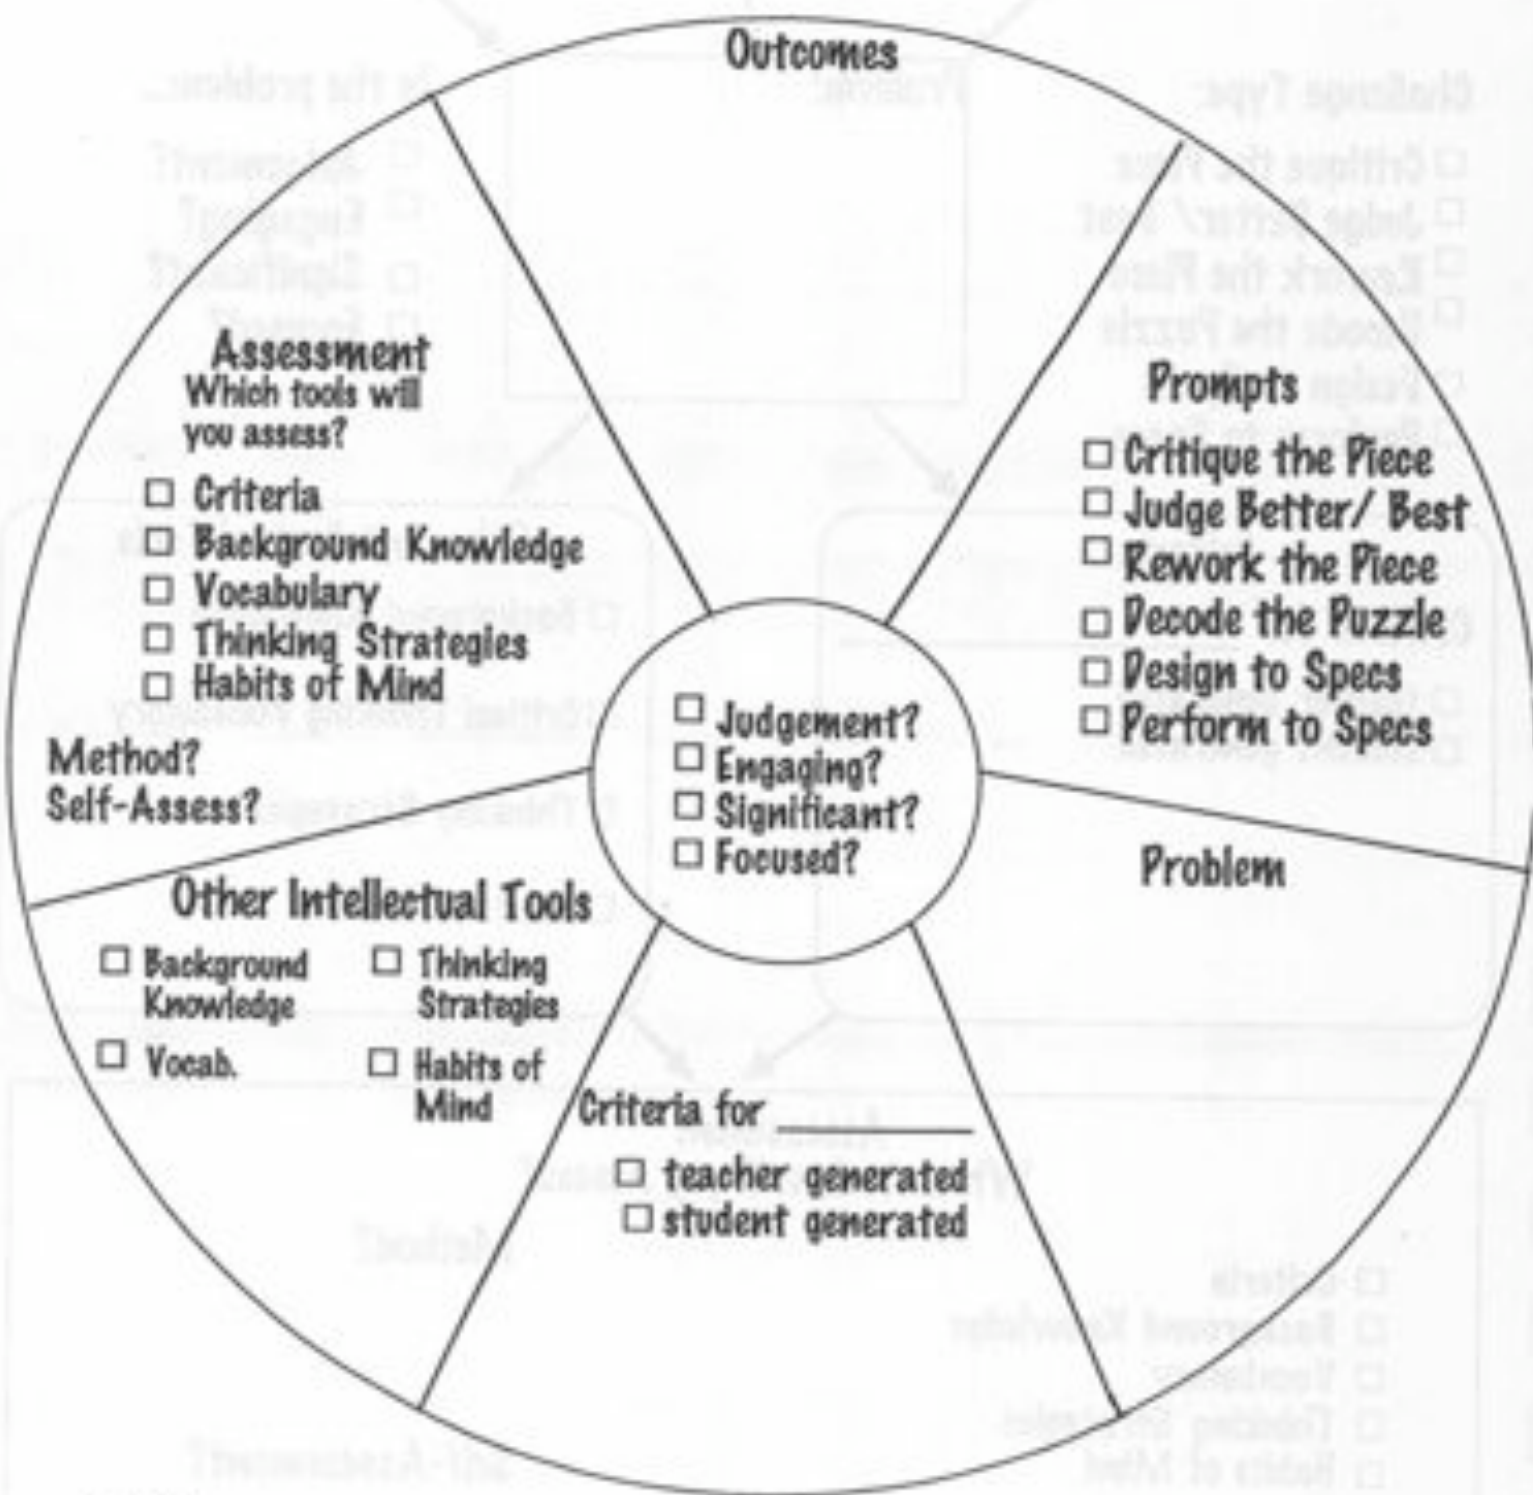 Outcomes
Prompts
☐ Critique the Piece
☐ Judge Better/ Best
☐ Rework the Piece
☐ Decode the Puzzle
☐ Design to Specs
☐ Perform to Specs
Problem
Criteria for ________
☐ teacher generated
☐ student generated
Other Intellectual Tools
☐ Background Knowledge
☐ Thinking Strategies
☐ Vocab.
☐ Habits of Mind
Assessment
Which tools will
you assess?
☐ Criteria
☐ Background Knowledge
☐ Vocabulary
☐ Thinking Strategies
☐ Habits of Mind
Method?
Self-Assess?
☐ Judgement?
☐ Engaging?
☐ Significant?
☐ Focused?